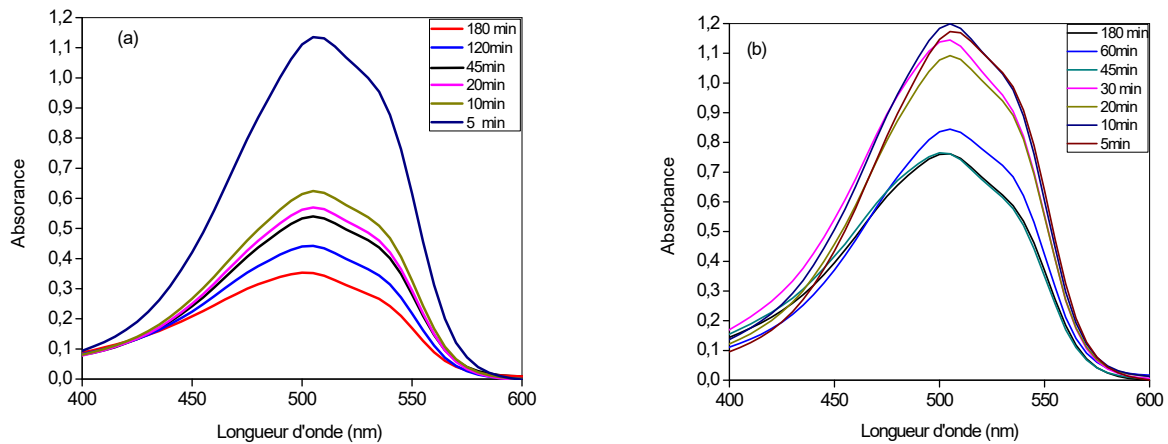 (a)
1,2
1,1
1,0
0,9
0,8
0,7
0,6
0,5
0,4
0,3
0,2
0,1
0,0
Absorance
400
450
500
550
600
Longueur d'onde (nm)
180 min
120min
45min
20min
10min
5 min
(b)
1,2
1,1
1,0
0,9
0,8
0,7
0,6
0,5
0,4
0,3
0,2
0,1
0,0
Absorbance
400
450
500
550
600
Longueur d'onde (nm)
180 min
60min
45min
30 min
20min
10min
5min